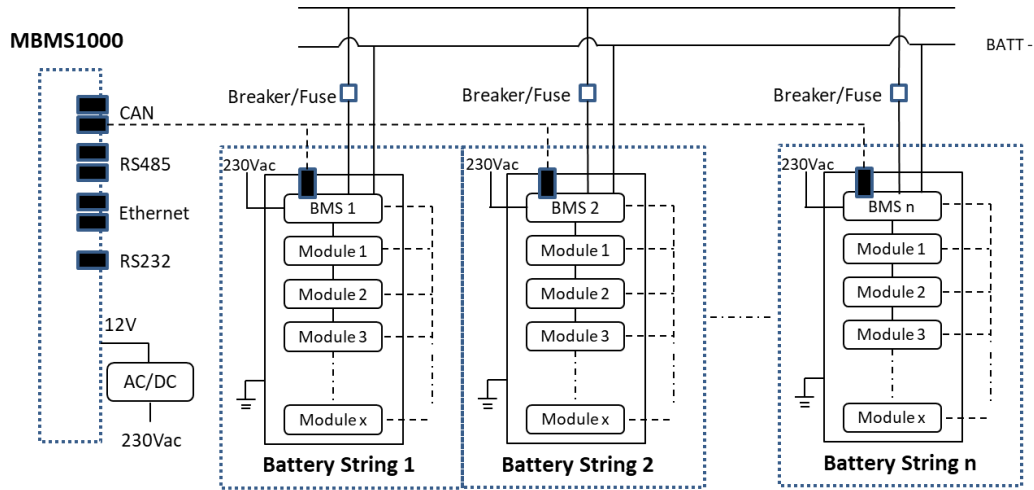 MBMS1000
BATT -
CAN
RS485
Ethernet
RS232
12V
AC/DC
230Vac
Breaker/Fuse
Breaker/Fuse
Breaker/Fuse
230Vac
BMS 1
Module 1
Module 2
Module 3
Module x
Battery String 1
230Vac
BMS 2
Module 1
Module 2
Module 3
Module x
Battery String 2
230Vac
BMS n
Module 1
Module 2
Module 3
Module x
Battery String n